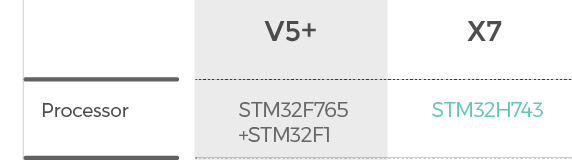 V5+ X7
Processor STM32F765 STM32H743
+STM32F1